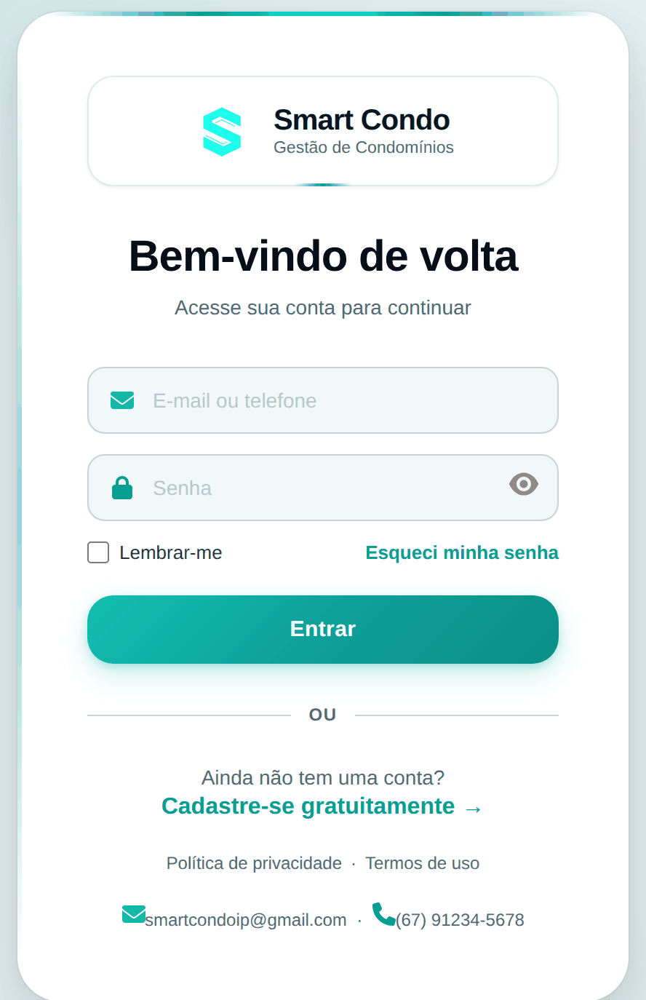 Smart Condo
Gestão de Condomínios
Bem-vindo de volta
Acesse sua conta para continuar
E-mail ou telefone
Senha
Lembrar-me Esqueci minha senha
Entrar
OU
Ainda não tem uma conta?
Cadastre-se gratuitamente →
Política de privacidade · Termos de uso
smartcondoip@gmail.com · (67) 91234-5678